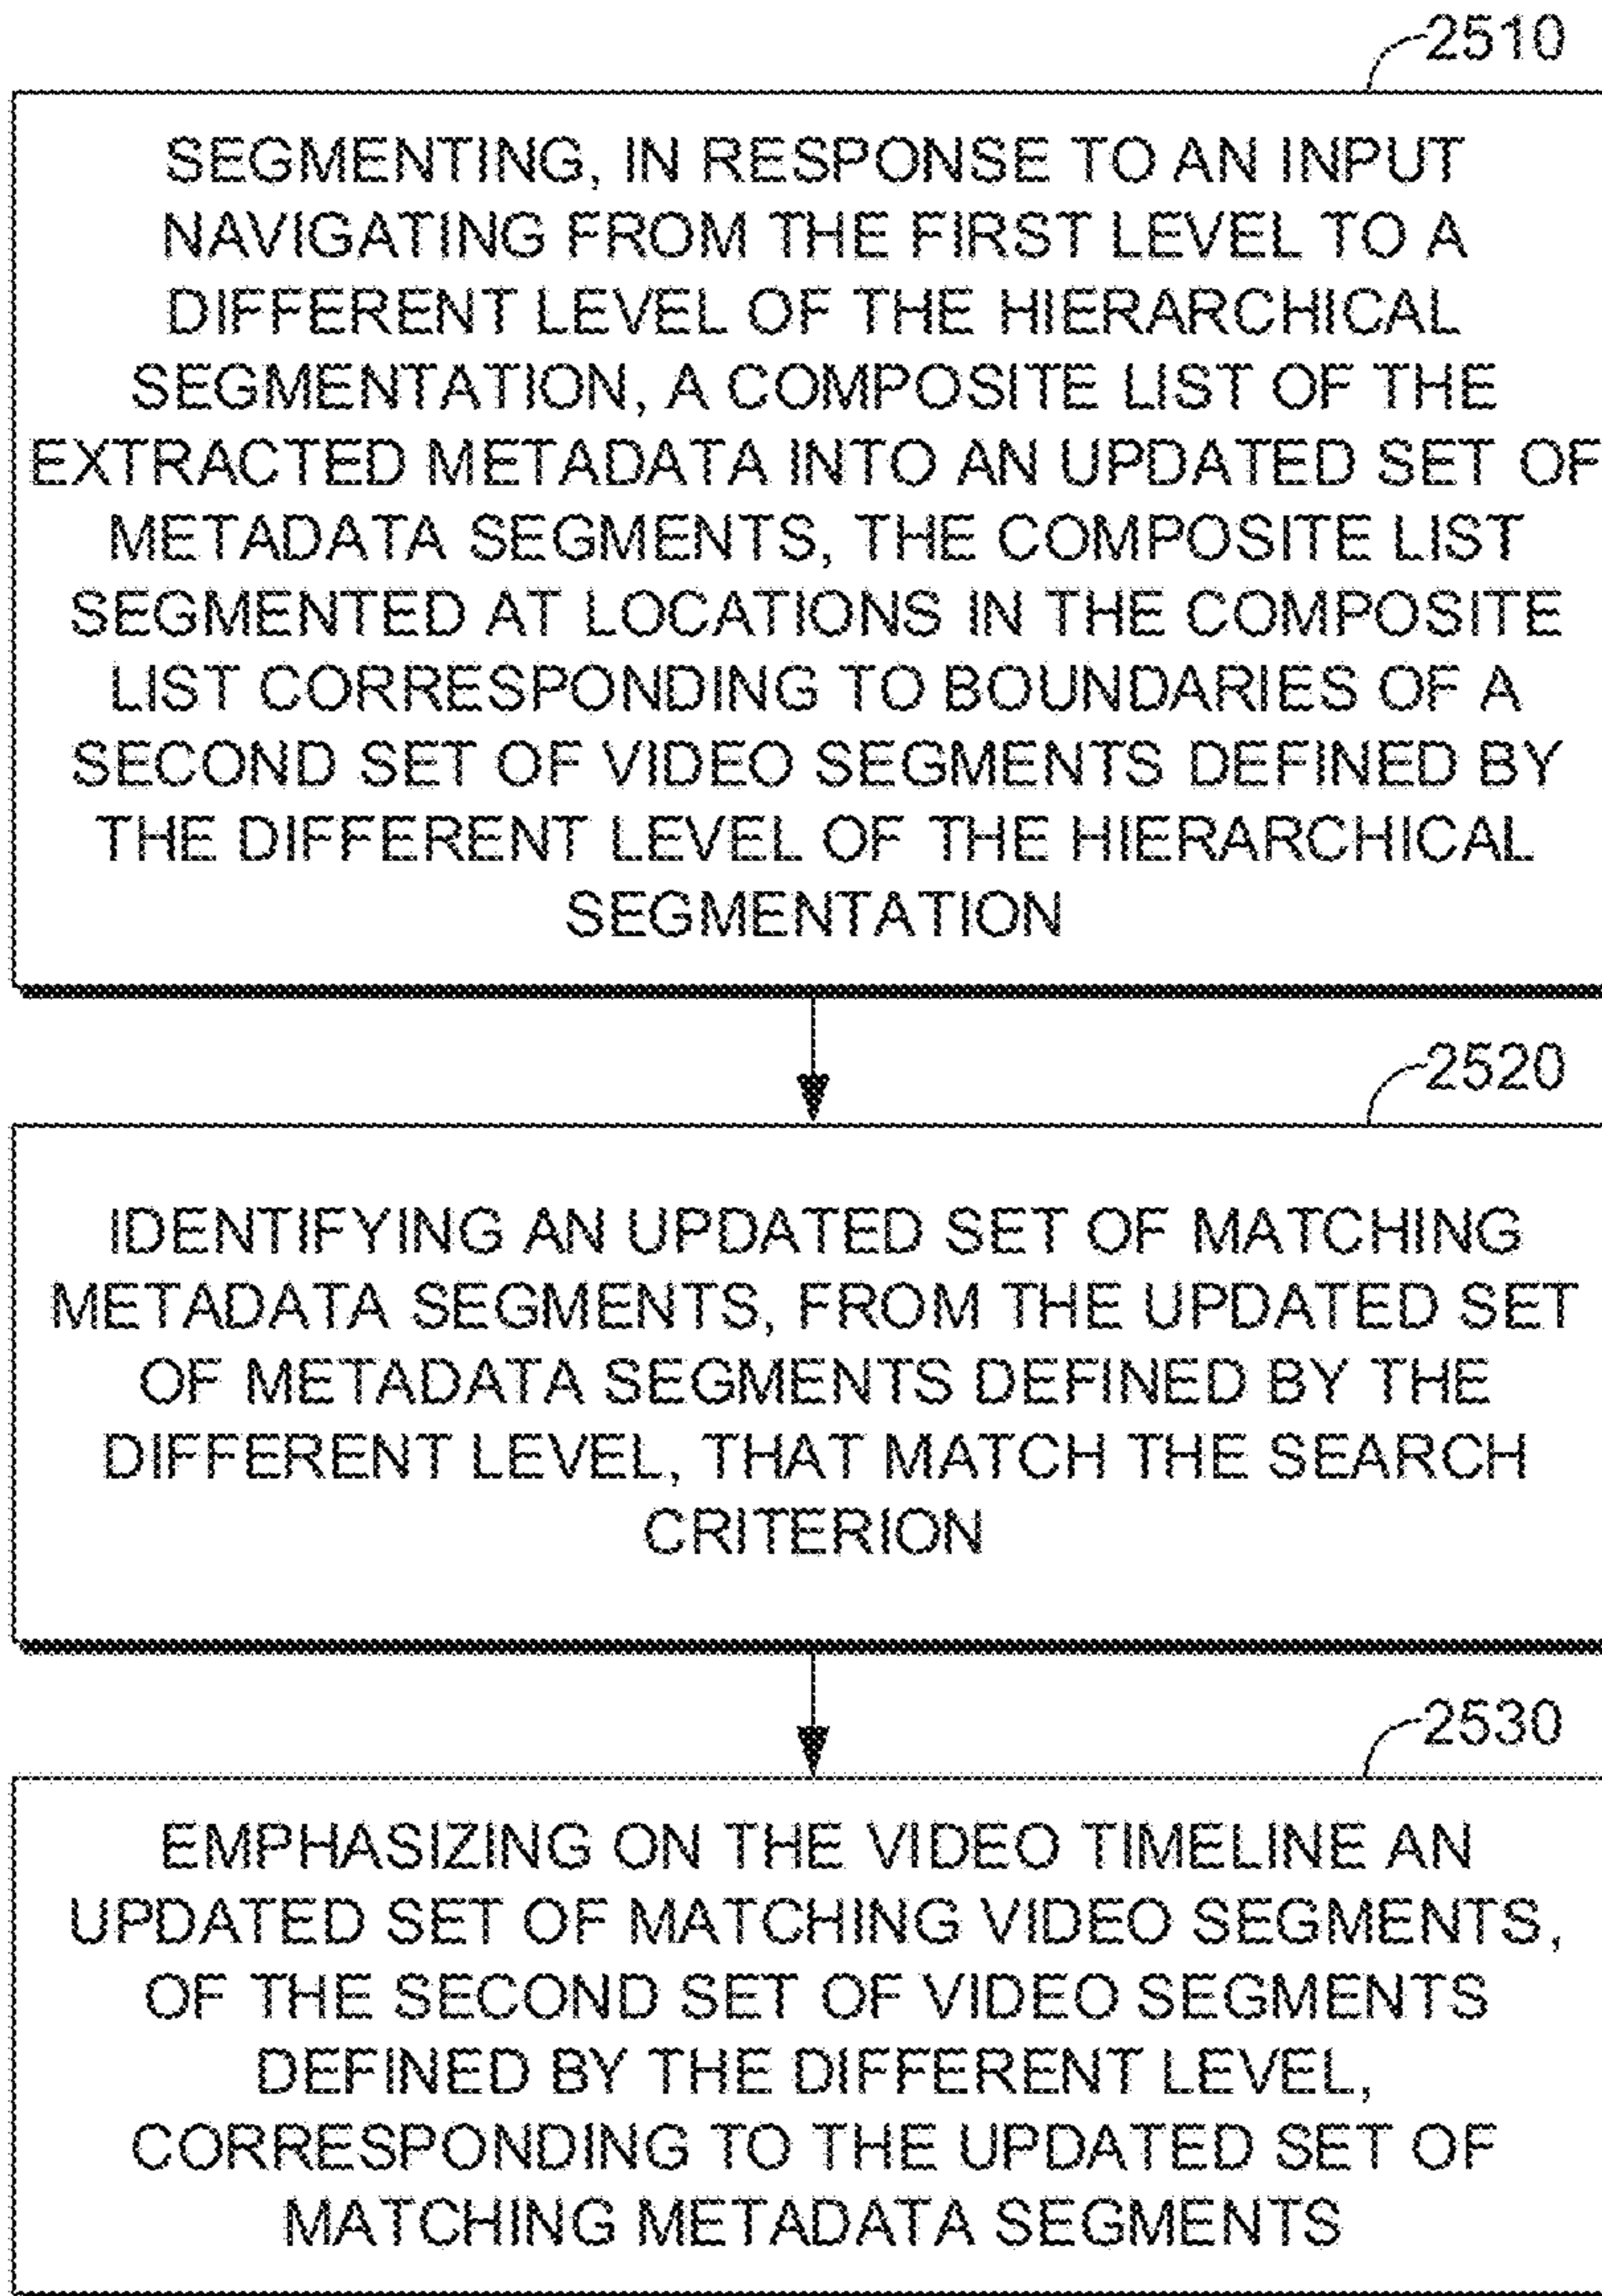 2510
SEGMENTING, IN RESPONSE TO AN INPUT
NAVIGATING FROM THE FIRST LEVEL TO A
DIFFERENT LEVEL OF THE HIERARCHICAL
SEGMENTATION, A COMPOSITE LIST OF THE
EXTRACTED METADATA INTO AN UPDATED SET OF
METADATA SEGMENTS, THE COMPOSITE LIST
SEGMENTED AT LOCATIONS IN THE COMPOSITE
LIST CORRESPONDING TO BOUNDARIES OF A
SECOND SET OF VIDEO SEGMENTS DEFINED BY
THE DIFFERENT LEVEL OF THE HIERARCHICAL
SEGMENTATION
2520
IDENTIFYING AN UPDATED SET OF MATCHING
METADATA SEGMENTS, FROM THE UPDATED SET
OF METADATA SEGMENTS DEFINED BY THE
DIFFERENT LEVEL, THAT MATCH THE SEARCH
CRITERION
2530
EMPHASIZING ON THE VIDEO TIMELINE AN
UPDATED SET OF MATCHING VIDEO SEGMENTS,
OF THE SECOND SET OF VIDEO SEGMENTS
DEFINED BY THE DIFFERENT LEVEL,
CORRESPONDING TO THE UPDATED SET OF
MATCHING METADATA SEGMENTS